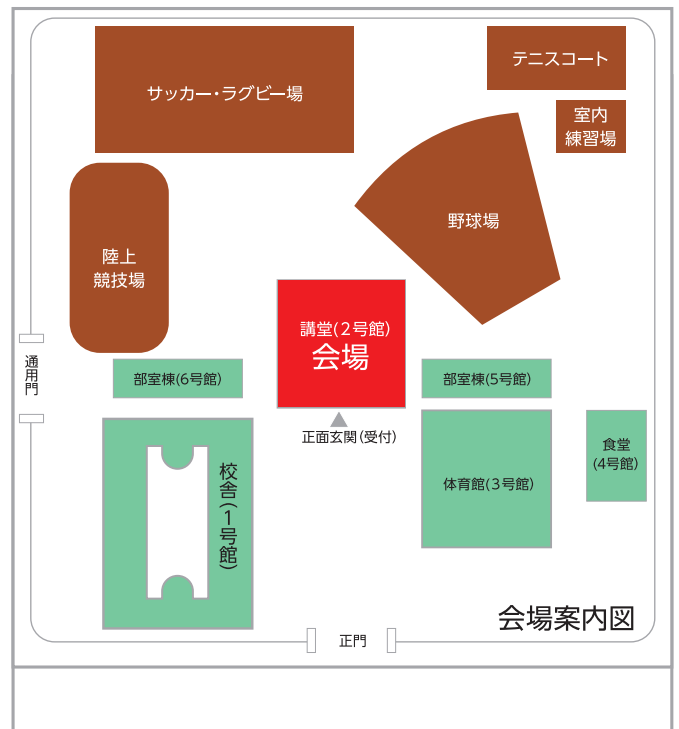 テニスコート
サッカー・ラグビー場
室内
練習場
野球場
陸上
競技場
講堂(2号館)
会場
通用門
部室棟(6号館)
部室棟(5号館)
正面玄関(受付)
食堂
(4号館)
校舎(1号館)
体育館(3号館)
会場案内図
正門